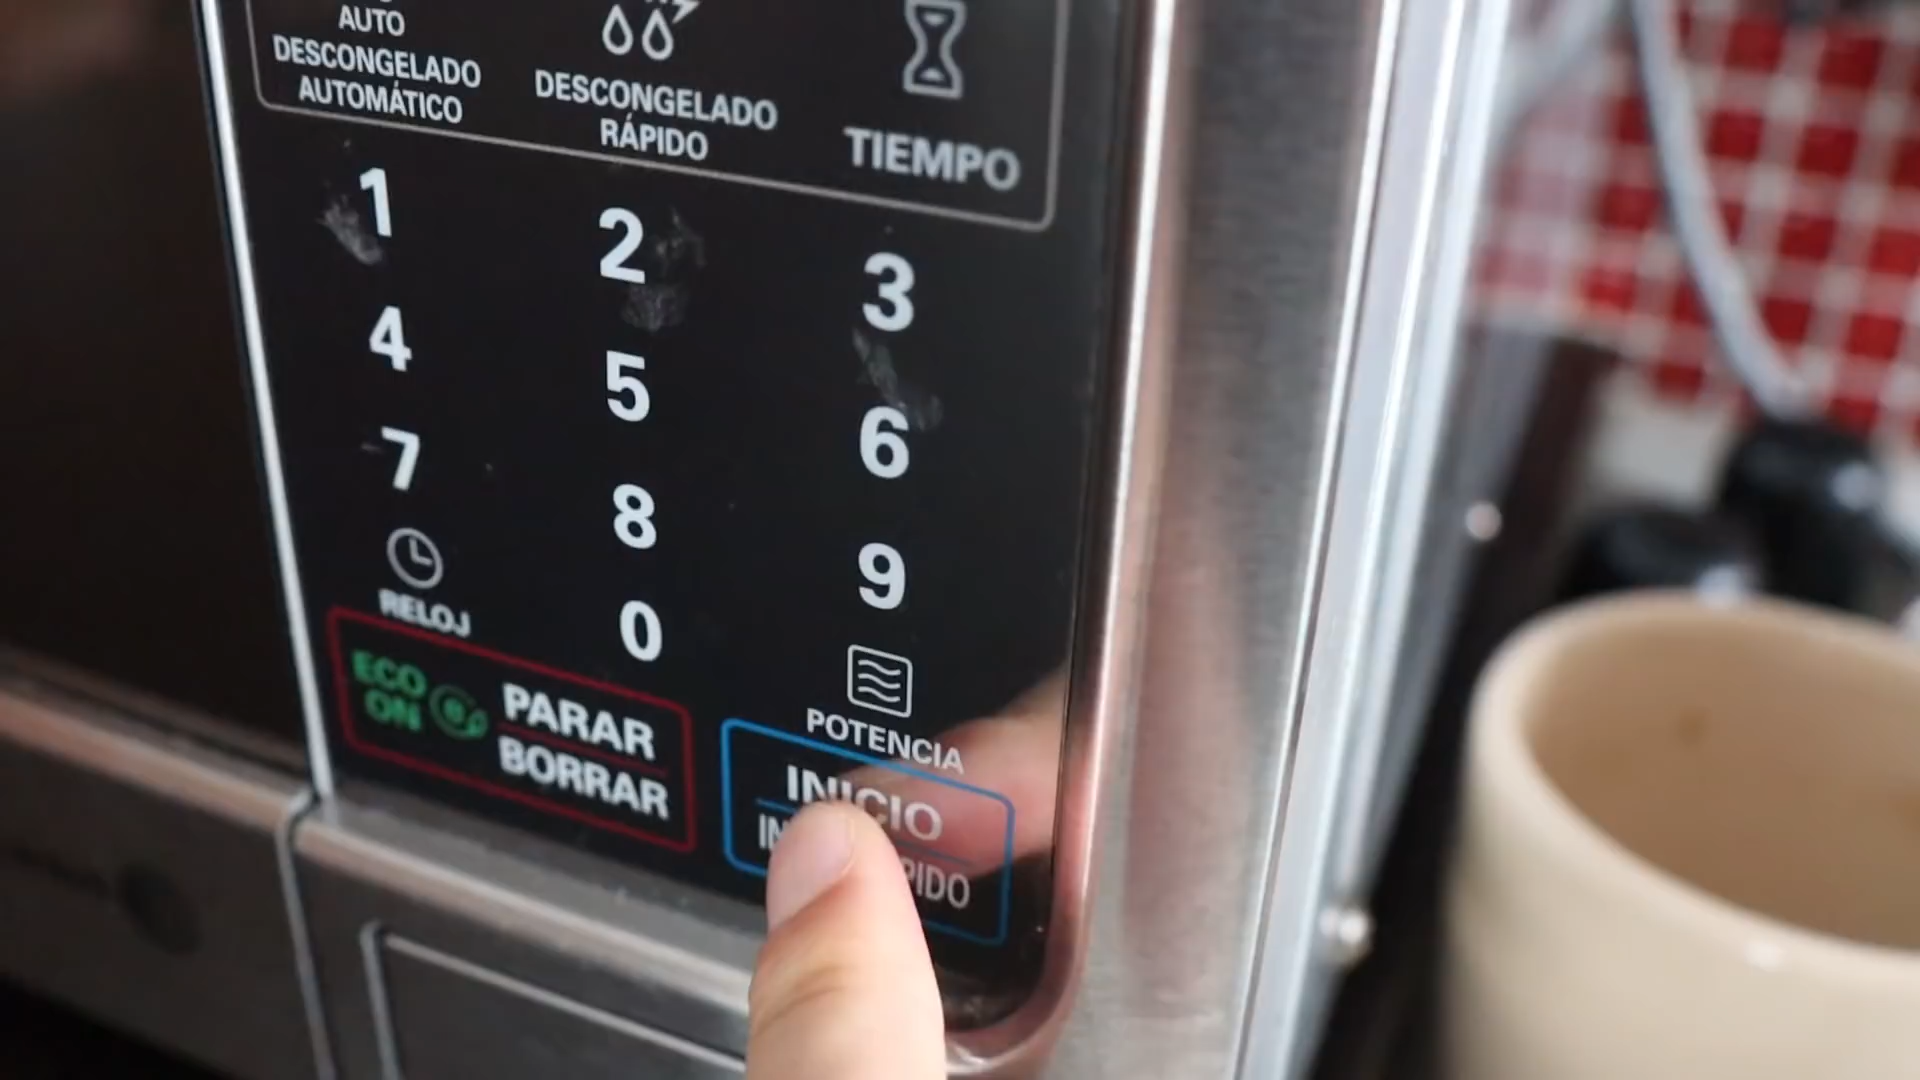 AUTO
DESCONGELADO
AUTOMÁTICO
DESCONGELADO
RÁPIDO
TIEMPO
1
2
3
4
5
6
7
8
9
RELOJ
0
POTENCIA
ECO
ON
PARAR
BORRAR
INICIO